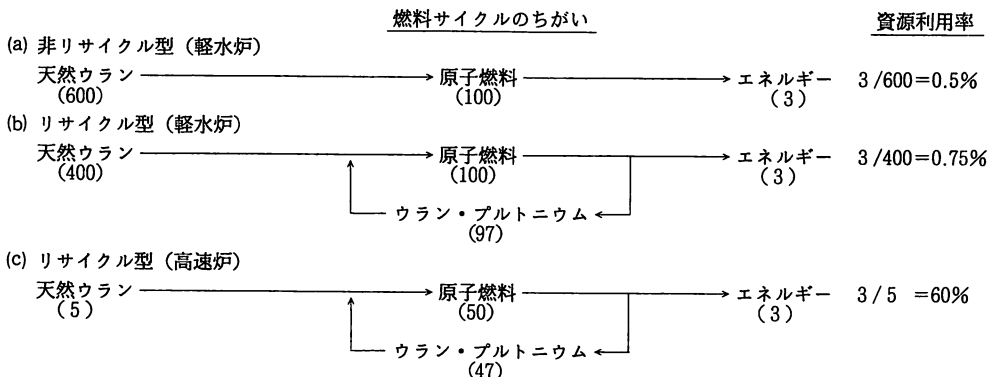 燃料サイクルのちがい 資源利用率
(a) 非リサイクル型（軽水炉）
天然ウラン 原子燃料 エネルギー 3/600=0.5%
(600) (100) (3)
(b) リサイクル型（軽水炉）
天然ウラン 原子燃料 エネルギー 3/400=0.75%
(400) (100) (3)
ウラン・プルトニウム
(97)
(c) リサイクル型（高速炉）
天然ウラン 原子燃料 エネルギー 3/5 =60%
(5) (50) (3)
ウラン・プルトニウム
(47)